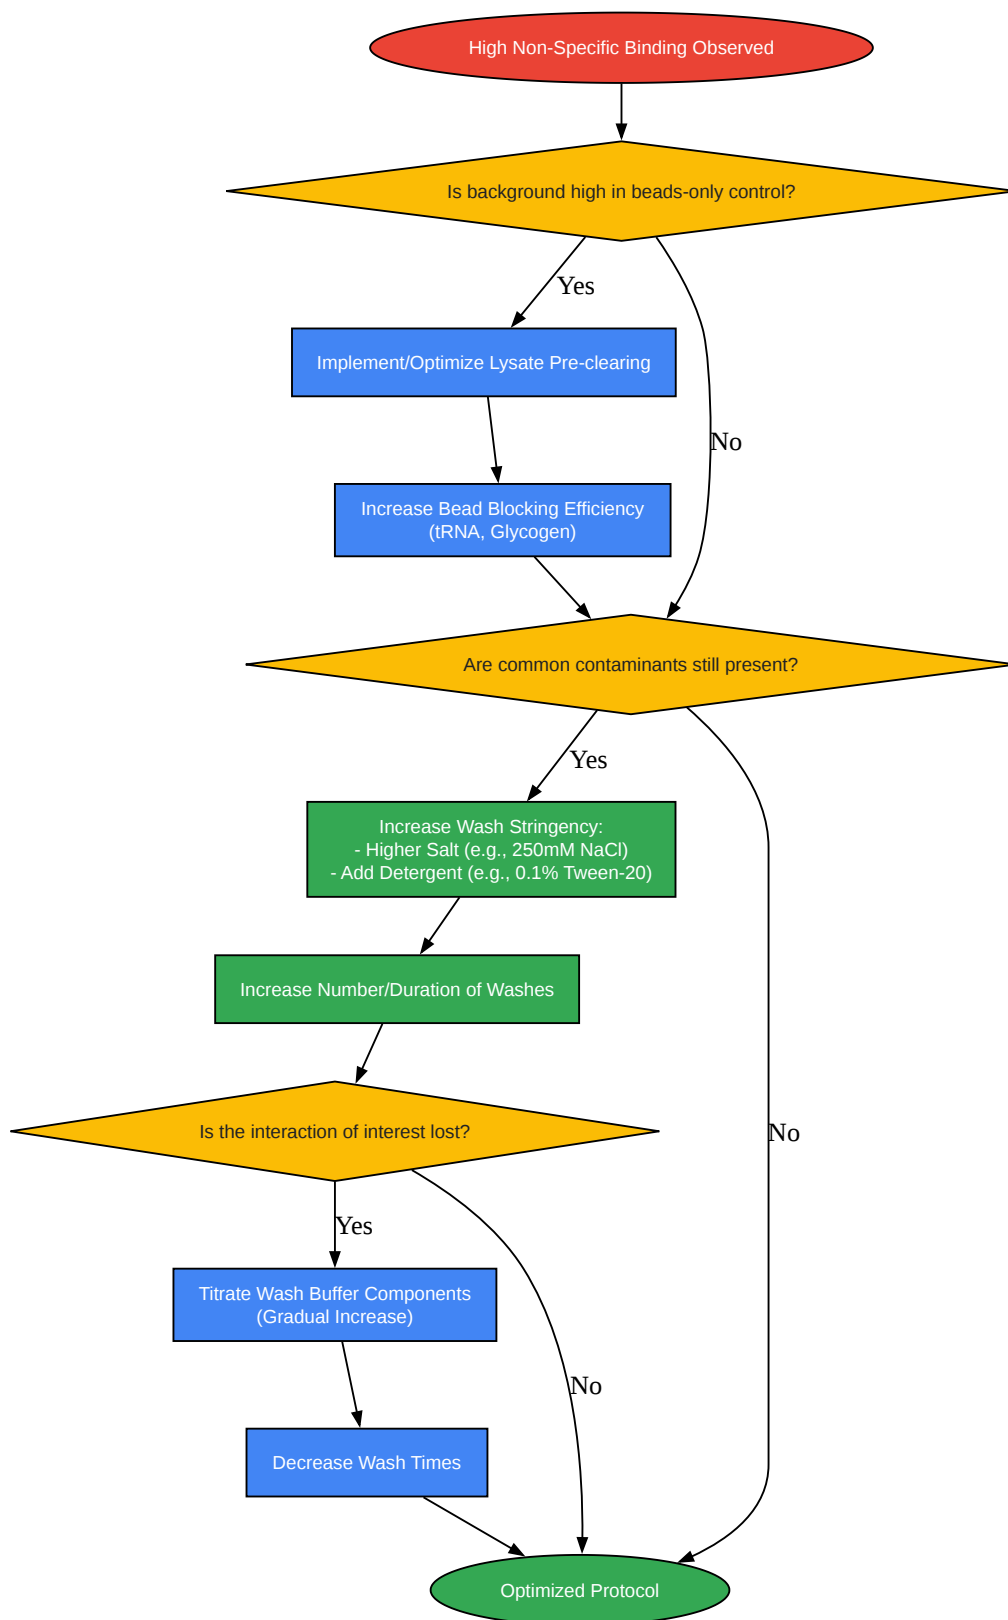 High Non-Specific Binding Observed
Is background high in beads-only control?
Yes
Implement/Optimize Lysate Pre-clearing
No
Increase Bead Blocking Efficiency
(tRNA, Glycogen)
Are common contaminants still present?
Yes
Increase Wash Stringency:
- Higher Salt (e.g., 250mM NaCl)
- Add Detergent (e.g., 0.1% Tween-20)
Increase Number/Duration of Washes
Is the interaction of interest lost?
No
Yes
Titrate Wash Buffer Components
(Gradual Increase)
No
Decrease Wash Times
Optimized Protocol